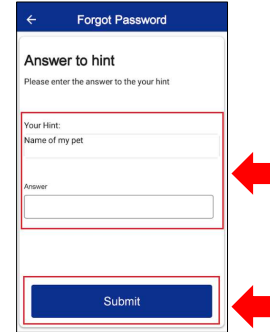 Forgot Password
Answer to hint
Please enter the answer to the your hint
Your Hint:
Name of my pet
Answer
Submit